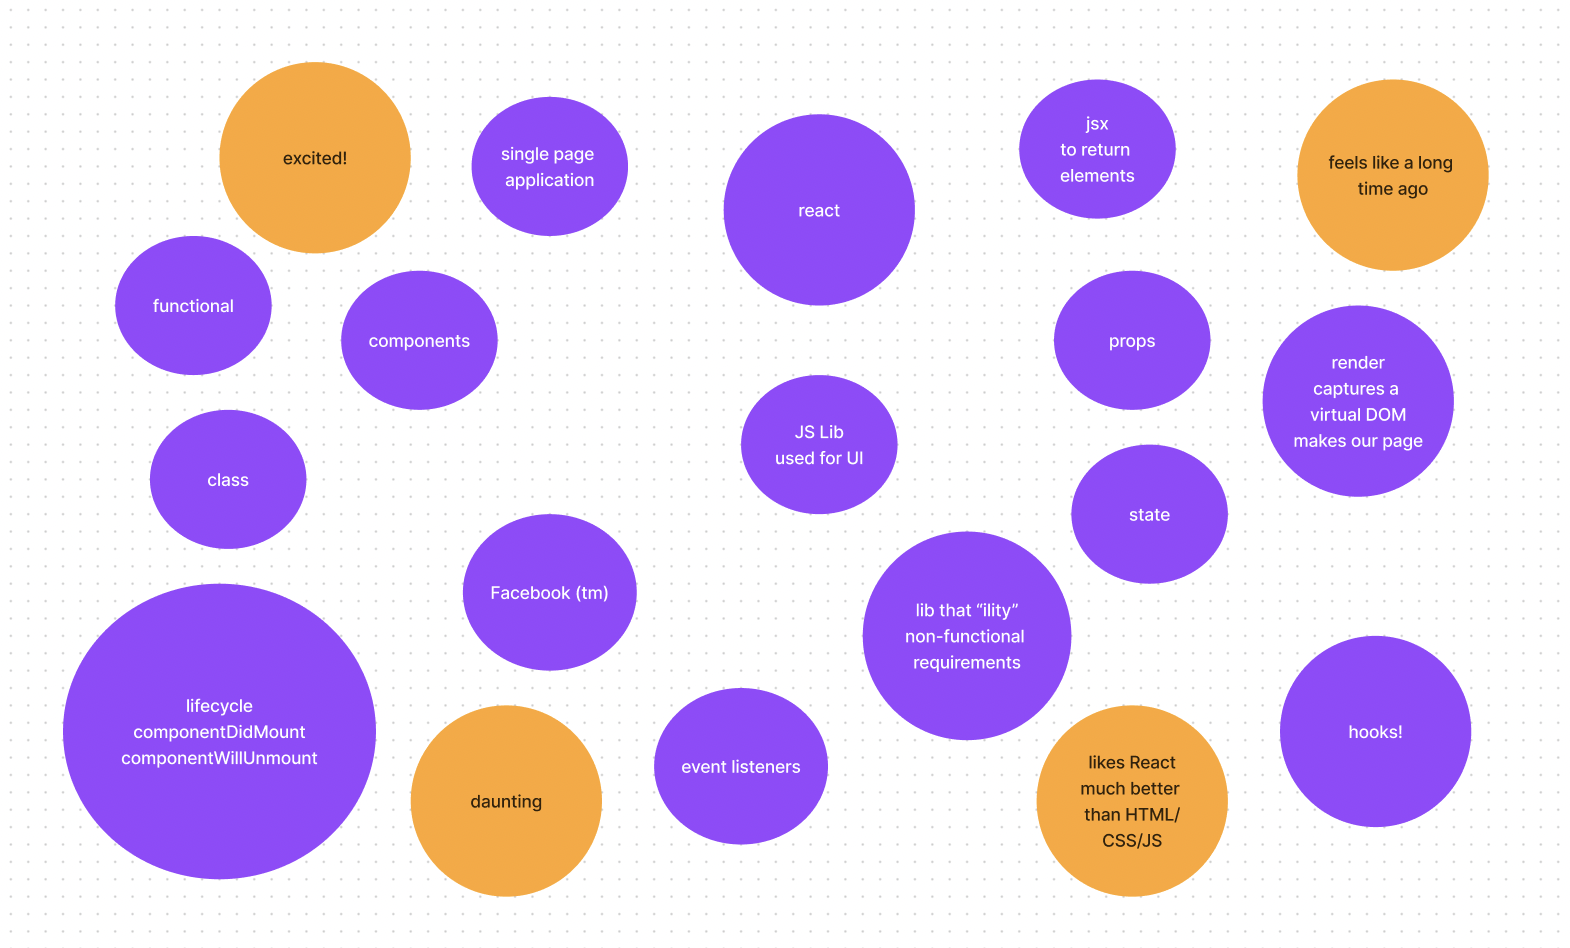 excited!
single page
application
react
jsx
to return
elements
feels like a long
time ago
functional
components
props
render
captures a
virtual DOM
makes our page
class
JS Lib
used for UI
state
Facebook (tm)
lib that “ility”
non-functional
requirements
lifecycle
componentDidMount
componentWillUnmount
daunting
event listeners
likes React
much better
than HTML/
CSS/JS
hooks!